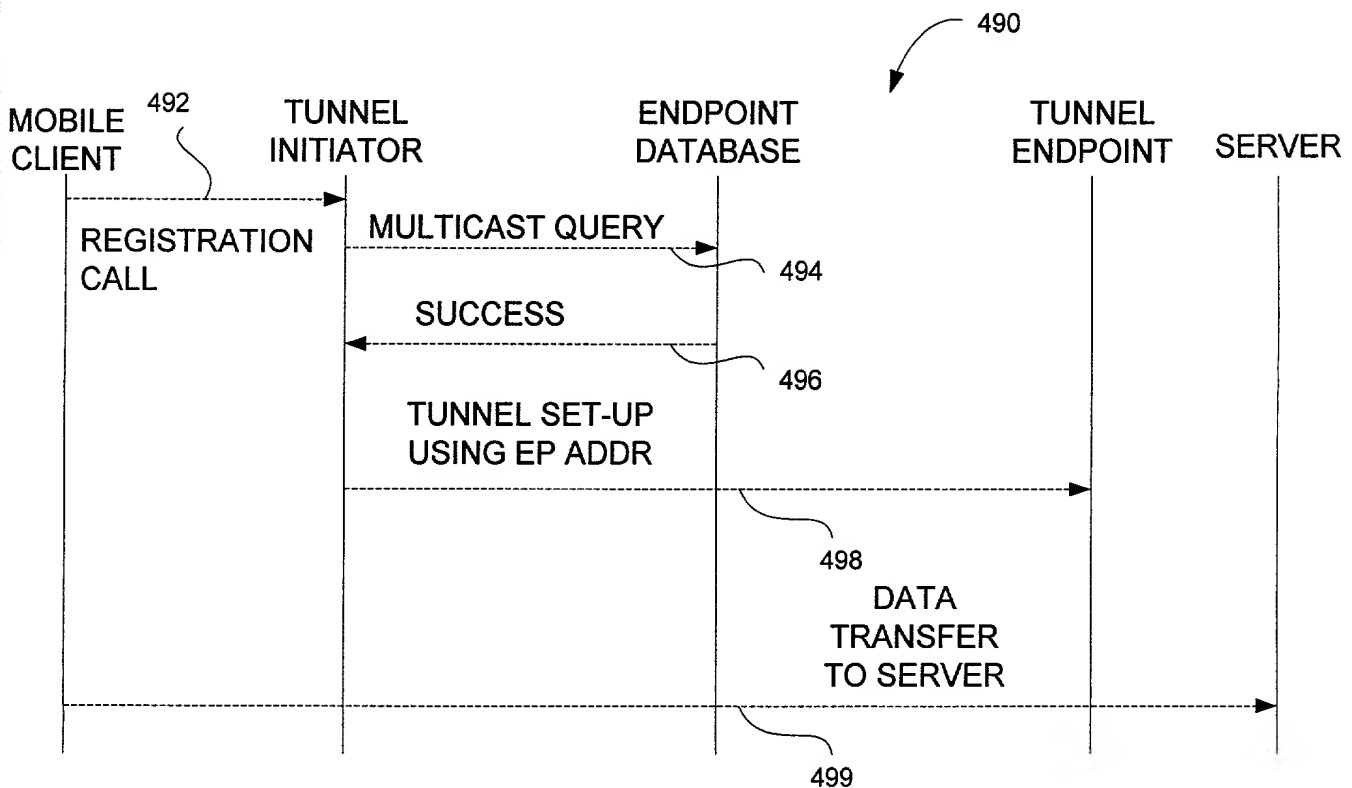 490
MOBILE
CLIENT
492
TUNNEL
INITIATOR
ENDPOINT
DATABASE
TUNNEL
ENDPOINT
SERVER
REGISTRATION
CALL
MULTICAST QUERY
494
SUCCESS
496
TUNNEL SET-UP
USING EP ADDR
498
DATA
TRANSFER
TO SERVER
499